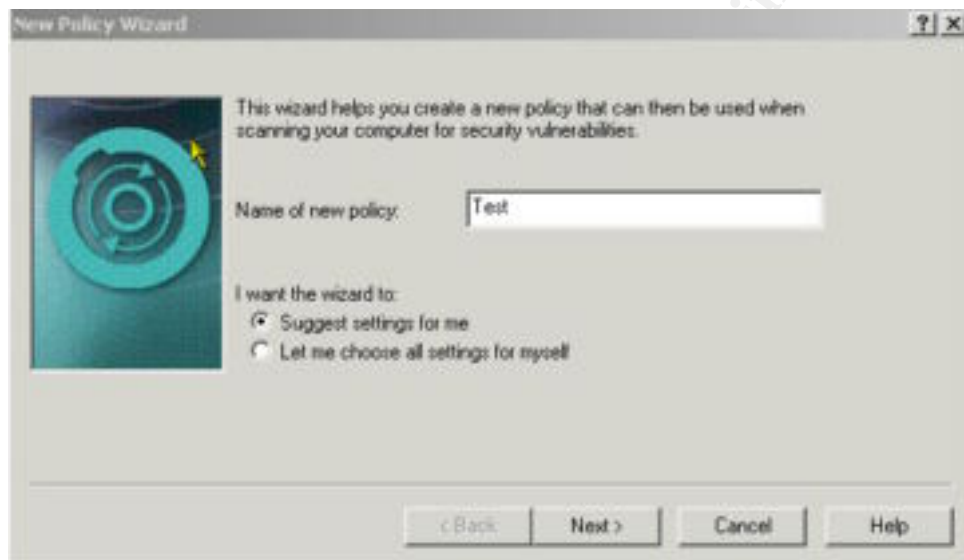 New Policy Wizard
? X
This wizard helps you create a new policy that can then be used when
scanning your computer for security vulnerabilities.
Name of new policy: Test
I want the wizard to:
Suggest settings for me
Let me choose all settings for myself
< Back Next > Cancel Help